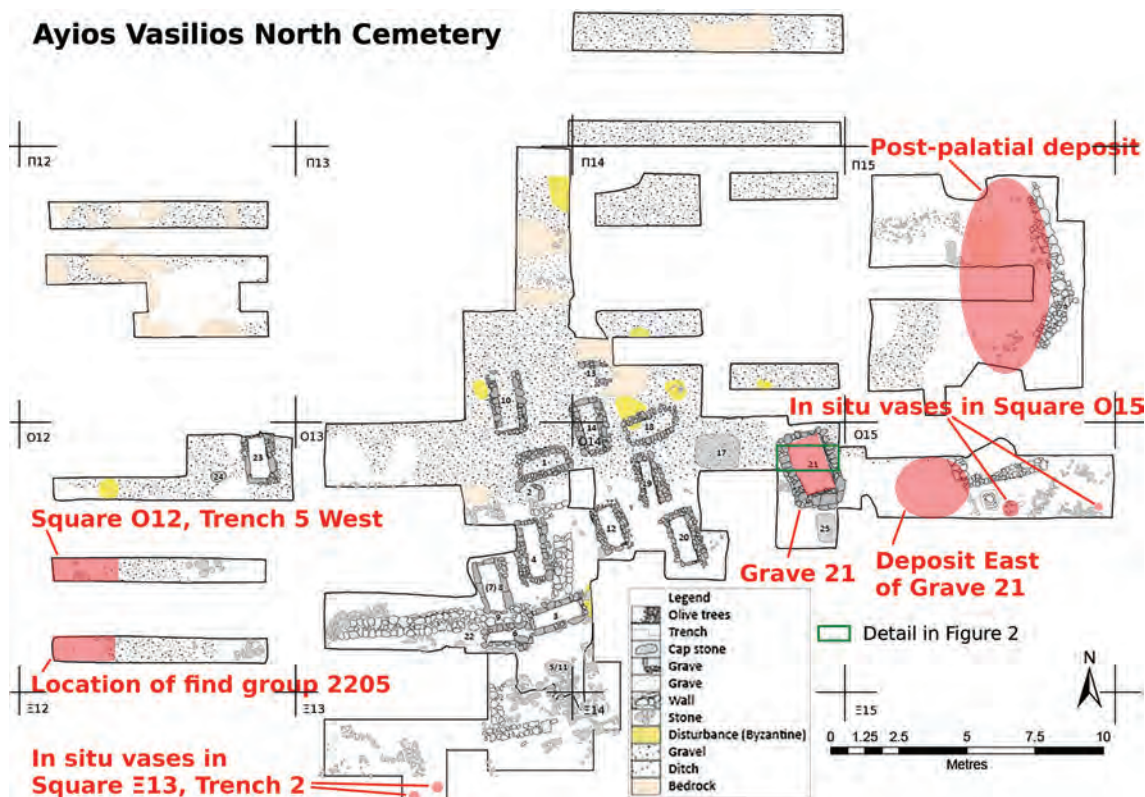 Ayios Vasilios North Cemetery
Π12
Π13
Π14
Π15
Post-palatial deposit
13
10
14
18
In situ vases in Square O15
O12
O13
O14
O15
23
24
1
17
21
2
9
Square O12, Trench 5 West
4
12
20
25
Grave 21
Deposit East
of Grave 21
(7) 8
3
22
6
Legend
Olive trees
Trench
Cap stone
Grave
Grave
Wall
Stone
Disturbance (Byzantine)
Gravel
Ditch
Bedrock
Detail in Figure 2
Location of find group 2205
5/11
Ξ12
Ξ13
Ξ14
Ξ15
N
0 1.25 2.5 5 7.5 10
Metres
In situ vases in
Square Ξ13, Trench 2